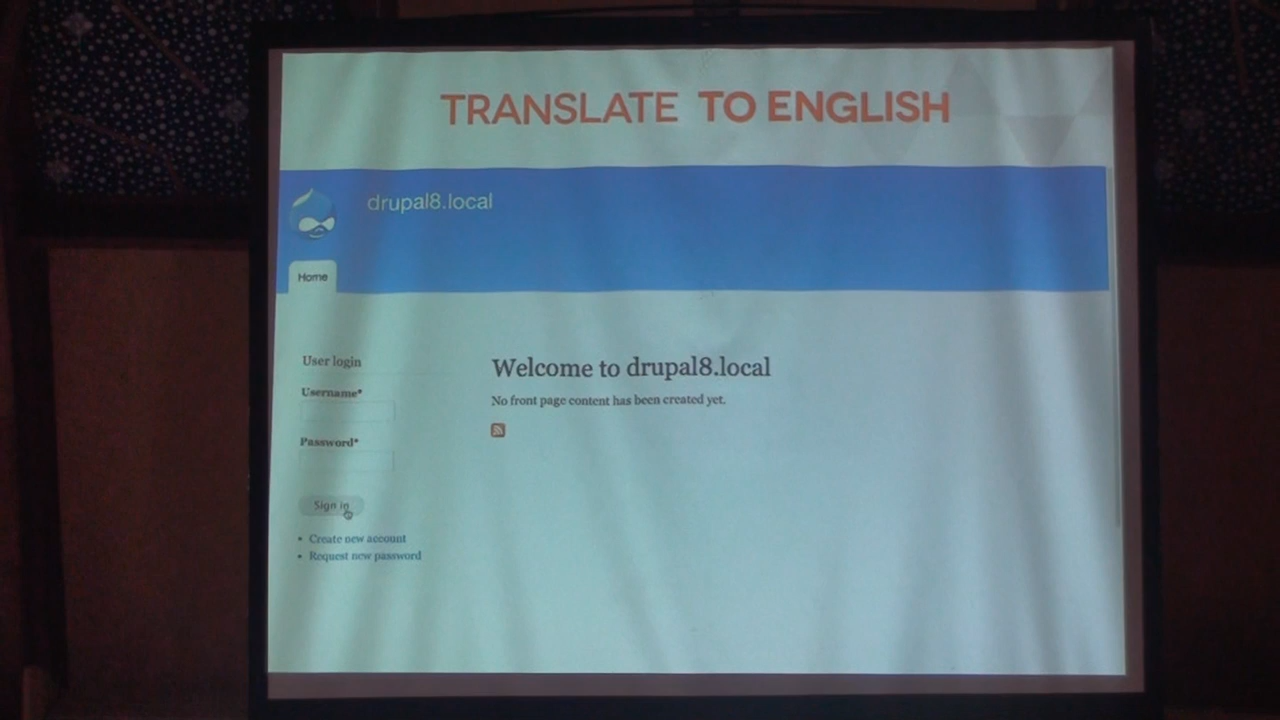 TRANSLATE TO ENGLISH
drupal8.local
Home
User login
Username*
Password*
Sign in
• Create new account
• Request new password
Welcome to drupal8.local
No front page content has been created yet.